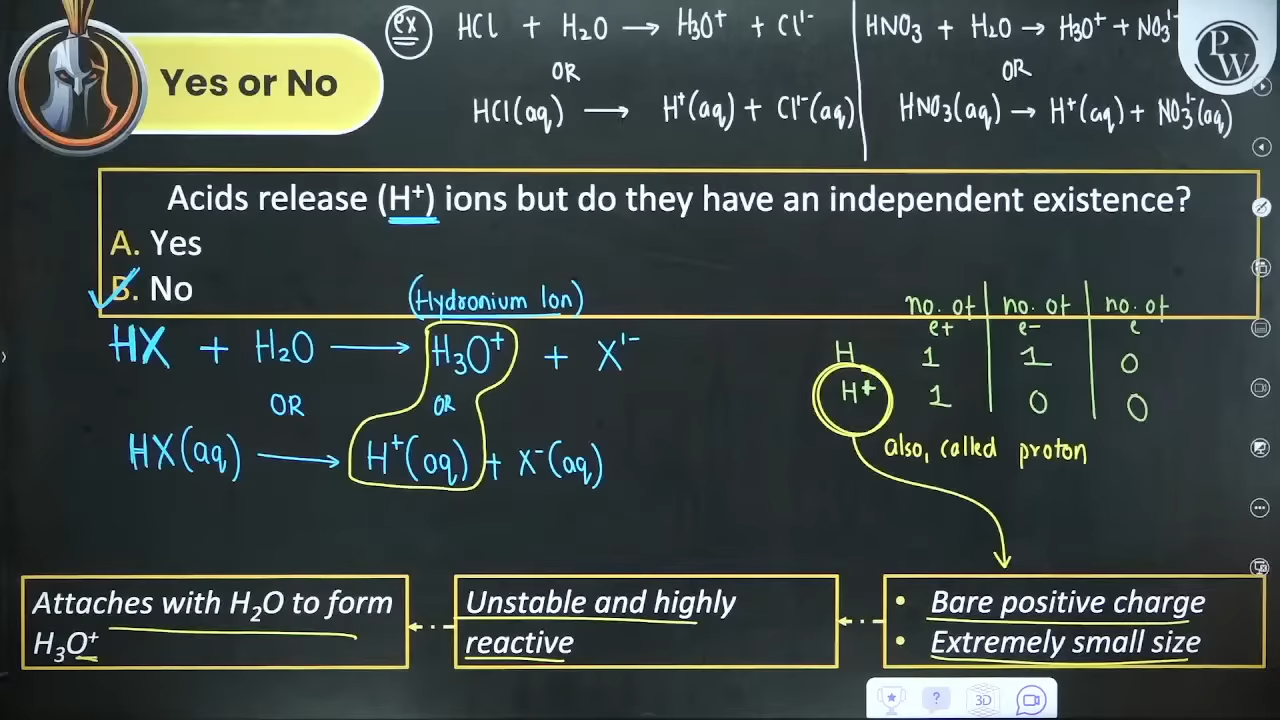 Yes or No
ex HCl + H₂O → H₃O⁺ + Cl¹⁻
OR
HCl(aq) → H⁺(aq) + Cl¹⁻(aq)
HNO₃ + H₂O → H₃O⁺ + NO₃¹⁻
OR
HNO₃(aq) → H⁺(aq) + NO₃¹⁻(aq)
PW
Acids release (H⁺) ions but do they have an independent existence?
A. Yes
B. No
(Hydronium Ion)
HX + H₂O → H₃O⁺ + X¹⁻
OR OR
HX(aq) → H⁺(aq) + X⁻(aq)
no. of no. of no. of
e+ e- e
H 1 1 0
H⁺ 1 0 0
also, called proton
Attaches with H₂O to form
H₃O⁺
Unstable and highly
reactive
• Bare positive charge
• Extremely small size
? 3D